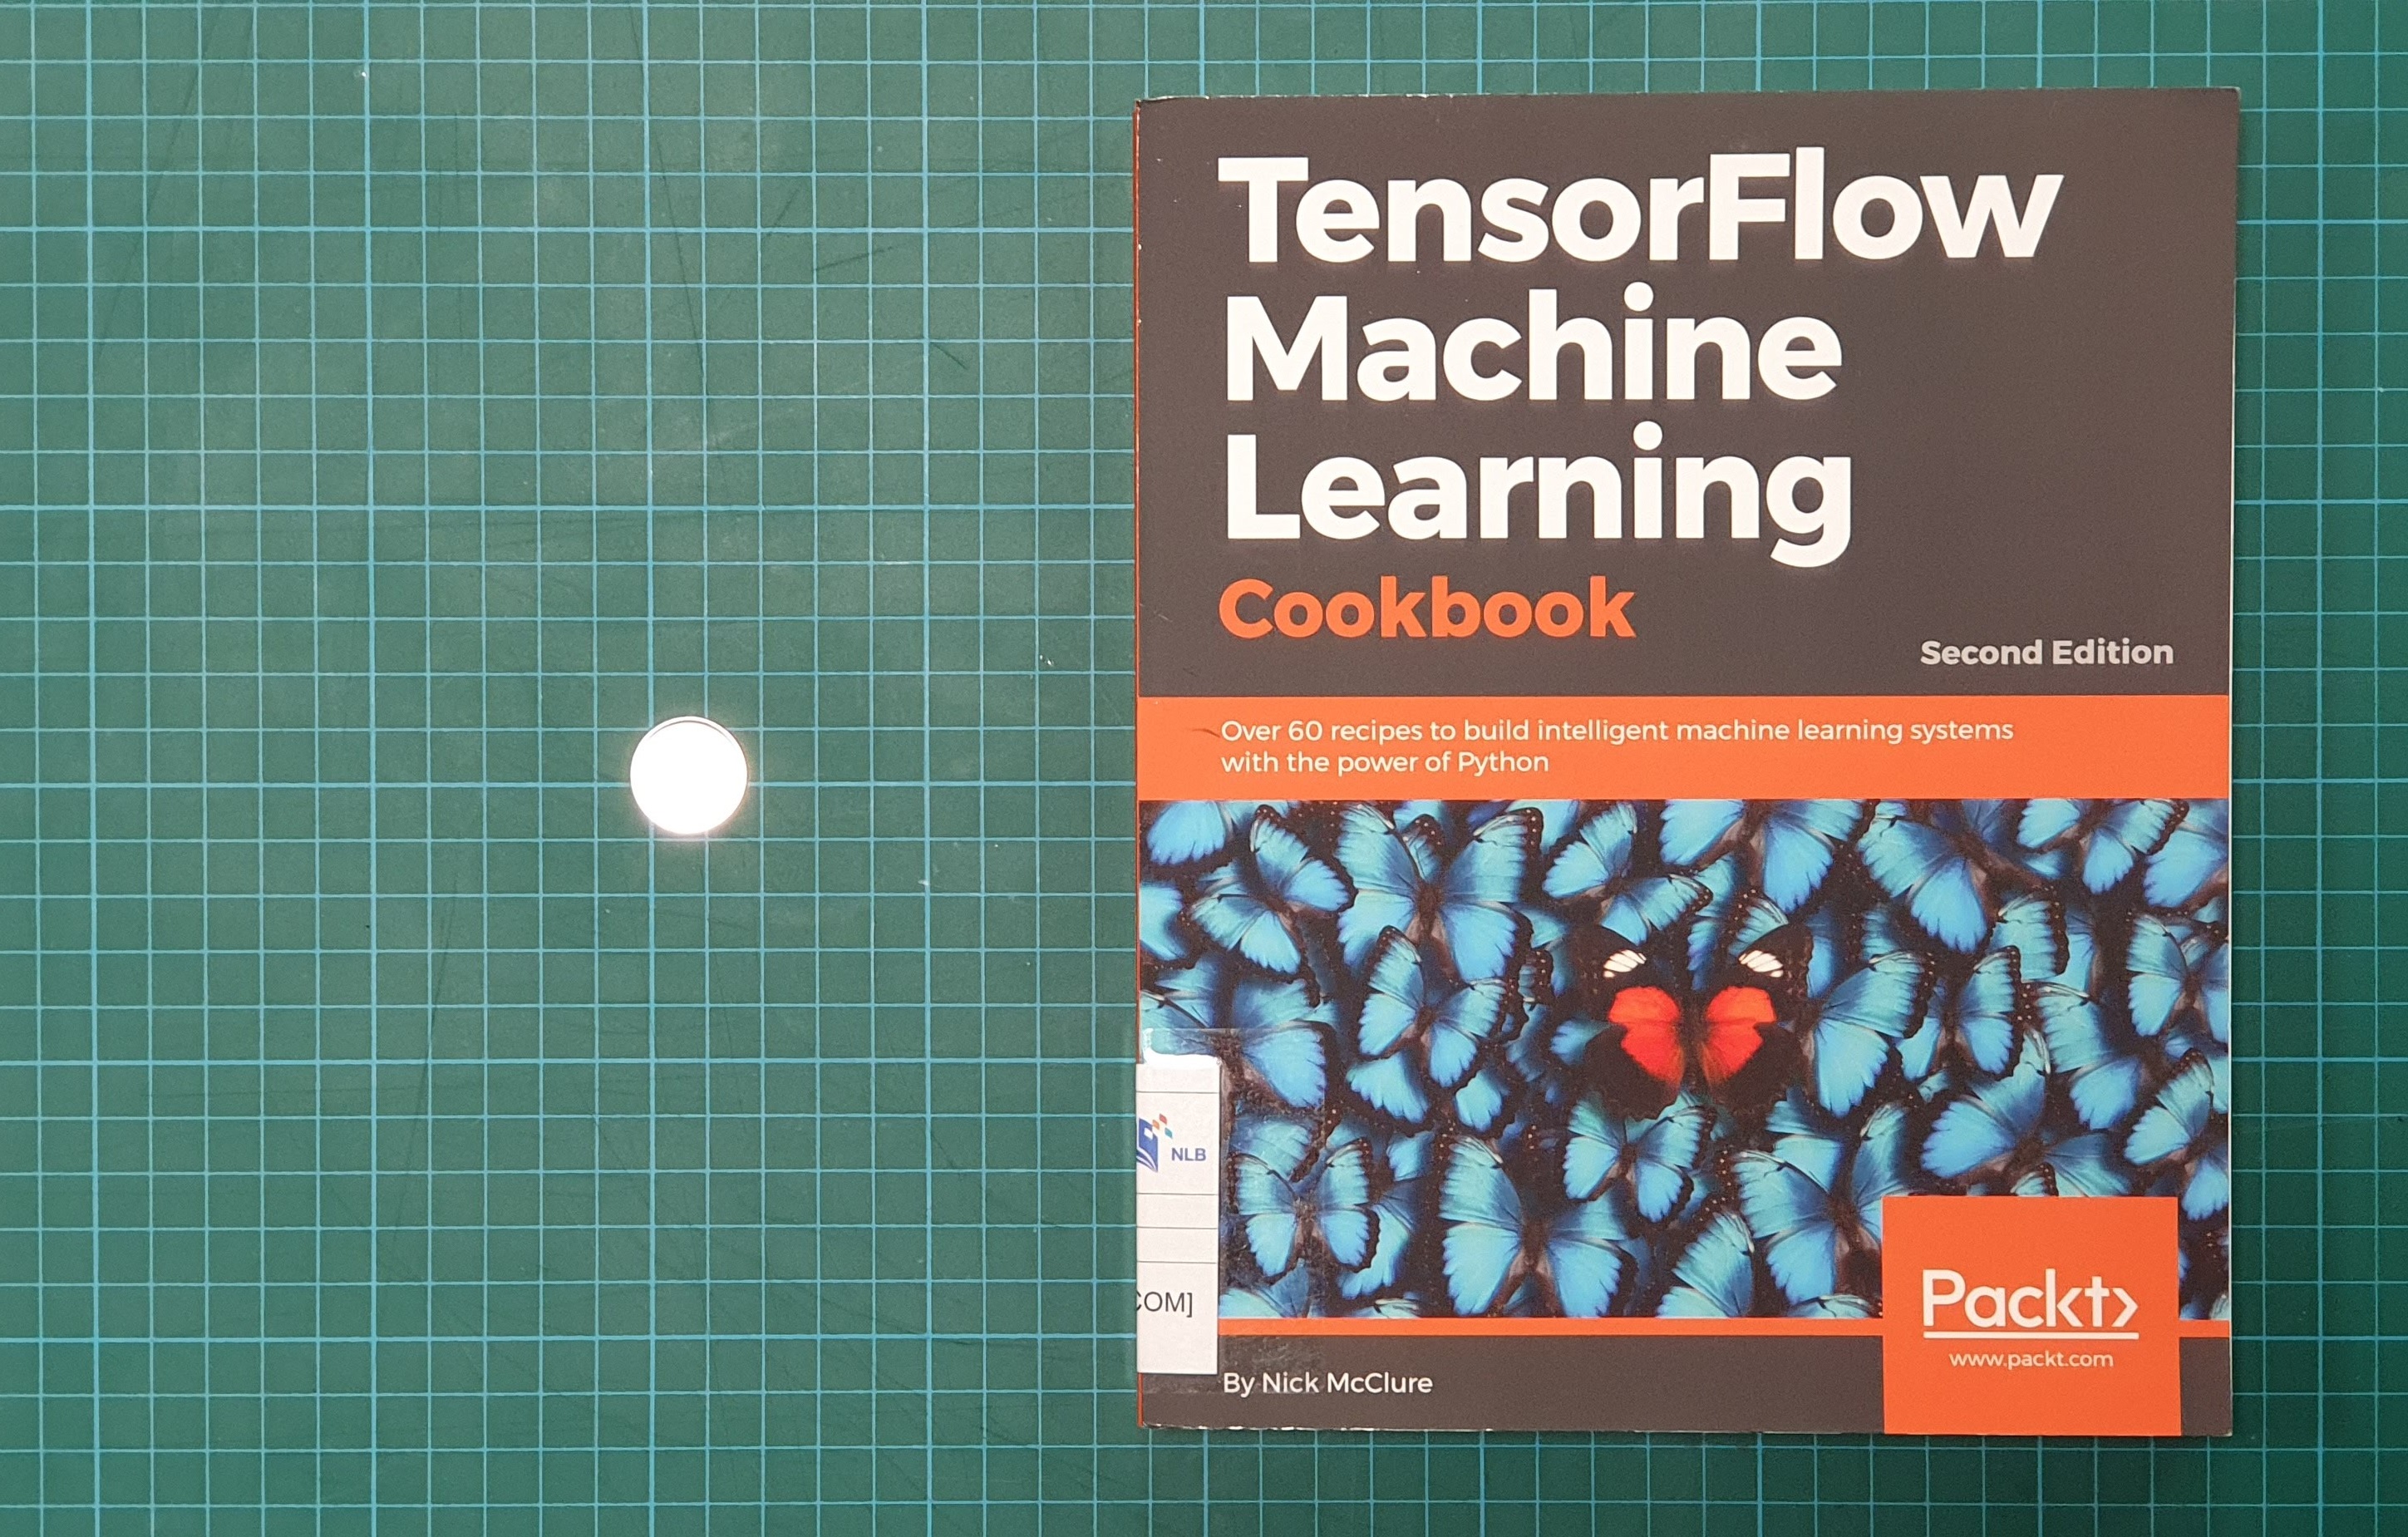 TensorFlow
Machine
Learning
Cookbook
Second Edition
Over 60 recipes to build intelligent machine learning systems
with the power of Python
NLB
COM]
Packt>
www.packt.com
By Nick McClure